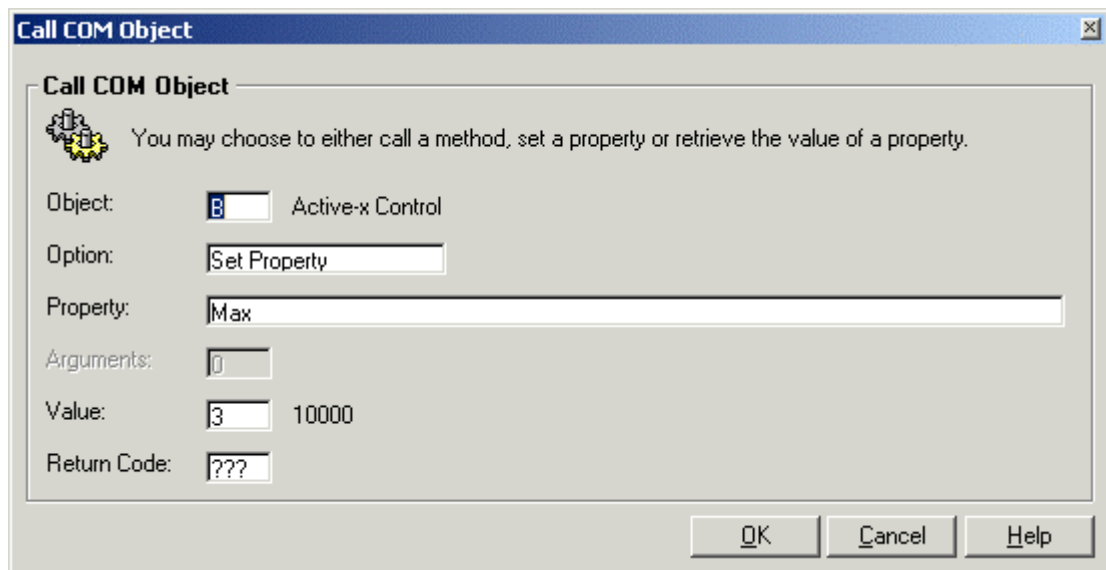 Call COM Object
Call COM Object
You may choose to either call a method, set a property or retrieve the value of a property.
Object: B Active-x Control
Option: Set Property
Property: Max
Arguments: 0
Value: 3 10000
Return Code: ???
OK Cancel Help